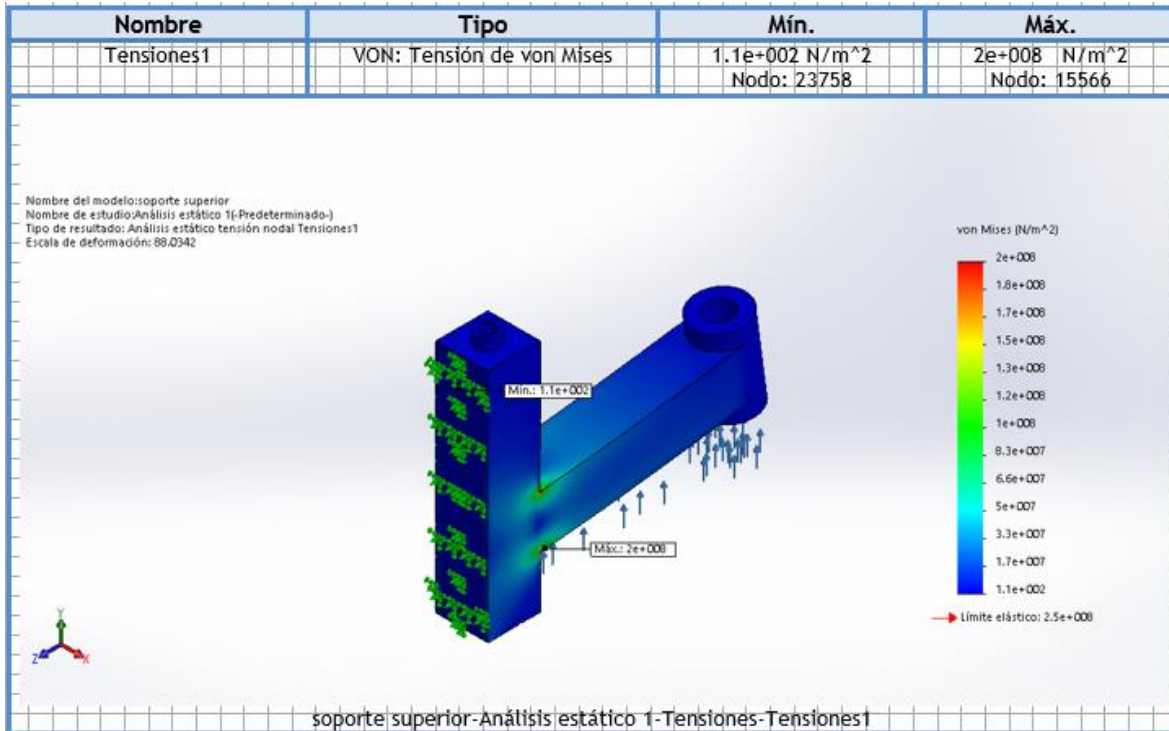 Nombre Tipo Mín. Máx.
Tensiones1 VON: Tensión de von Mises 1.1e+002 N/m^2 2e+008 N/m^2
Nodo: 23758 Nodo: 15566
Nombre del modelo:soporte superior
Nombre de estudio:Análisis estático 1(-Predeterminado-)
Tipo de resultado: Análisis estático tensión nodal Tensiones1
Escala de deformación: 88.0342
von Mises (N/m^2)
2e+008
1.8e+008
1.7e+008
1.5e+008
1.3e+008
1.2e+008
1e+008
8.3e+007
6.6e+007
5e+007
3.3e+007
1.7e+007
1.1e+002
Límite elástico: 2.5e+008
Mín.: 1.1e+002
Máx.: 2e+008
Y
Z
X
soporte superior-Análisis estático 1-Tensiones-Tensiones1